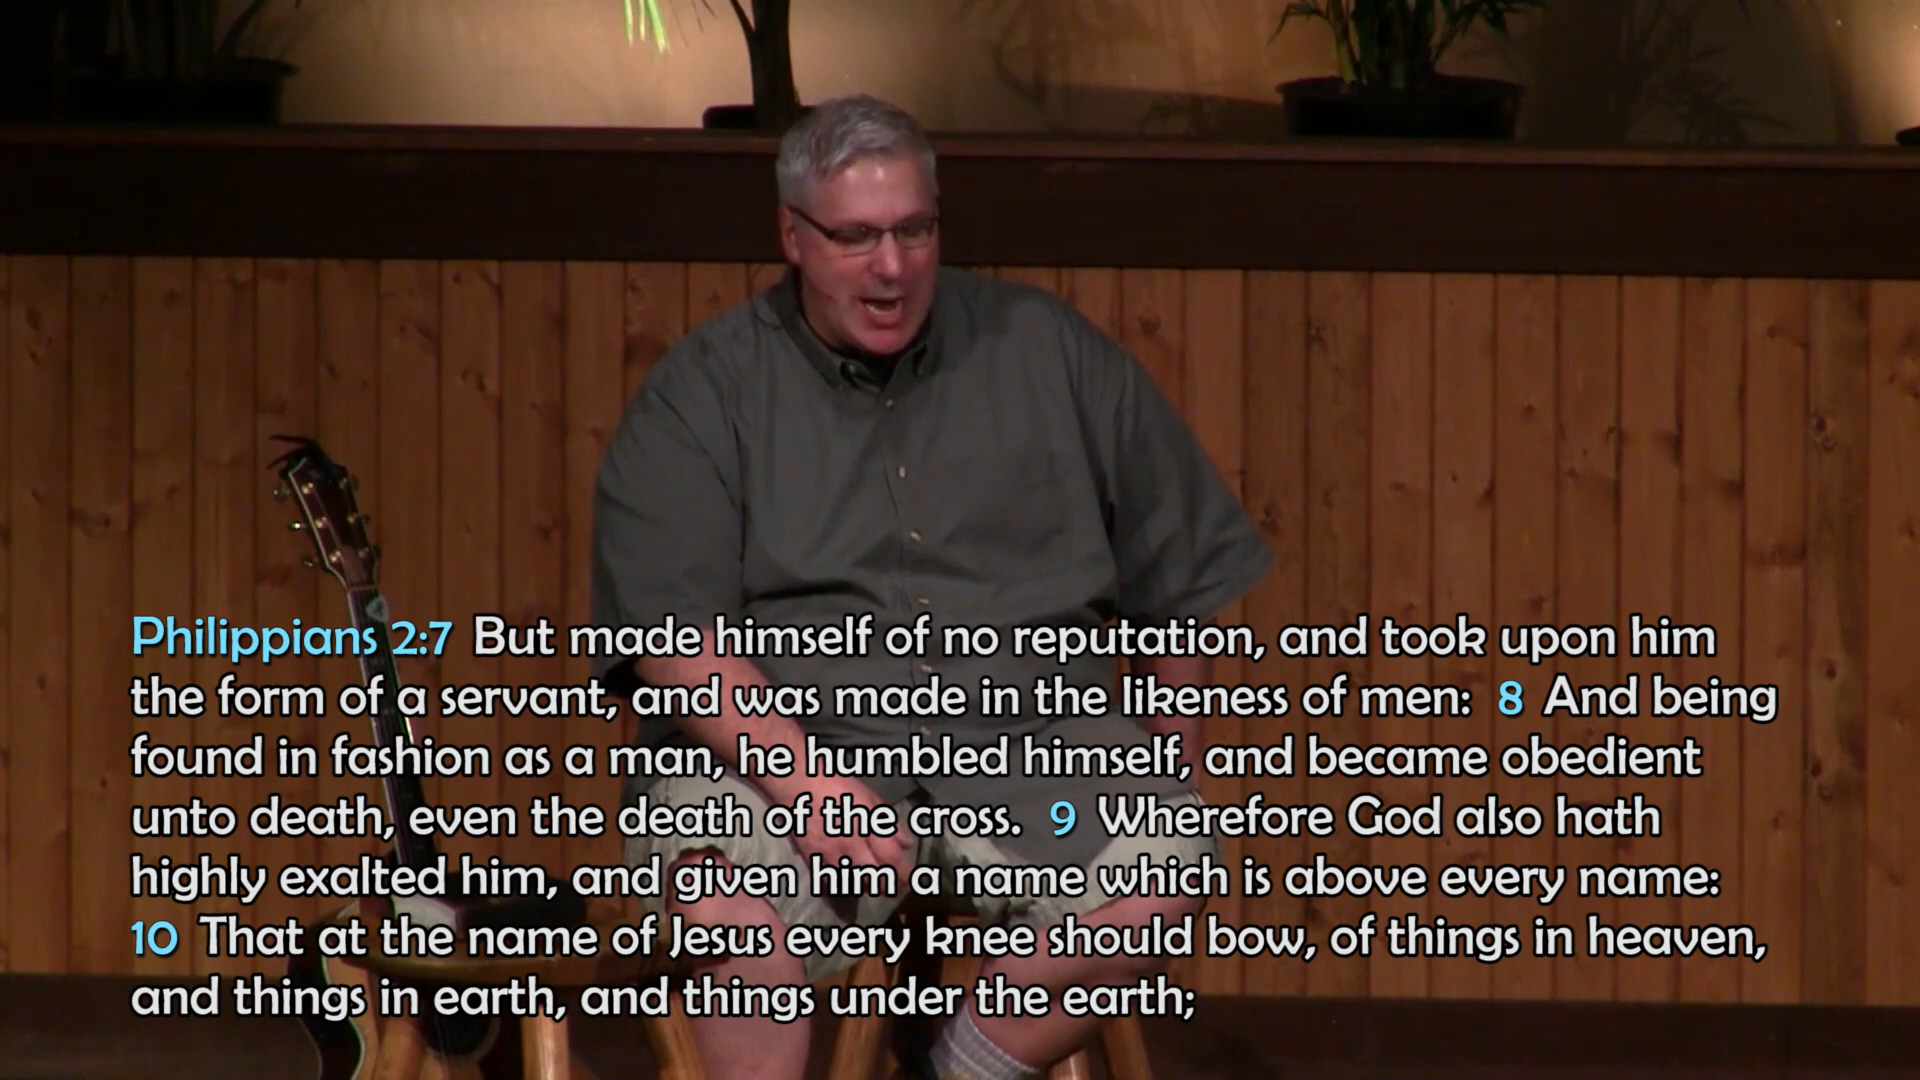 Philippians 2:7 But made himself of no reputation, and took upon him
the form of a servant, and was made in the likeness of men: 8 And being
found in fashion as a man, he humbled himself, and became obedient
unto death, even the death of the cross. 9 Wherefore God also hath
highly exalted him, and given him a name which is above every name:
10 That at the name of Jesus every knee should bow, of things in heaven,
and things in earth, and things under the earth;